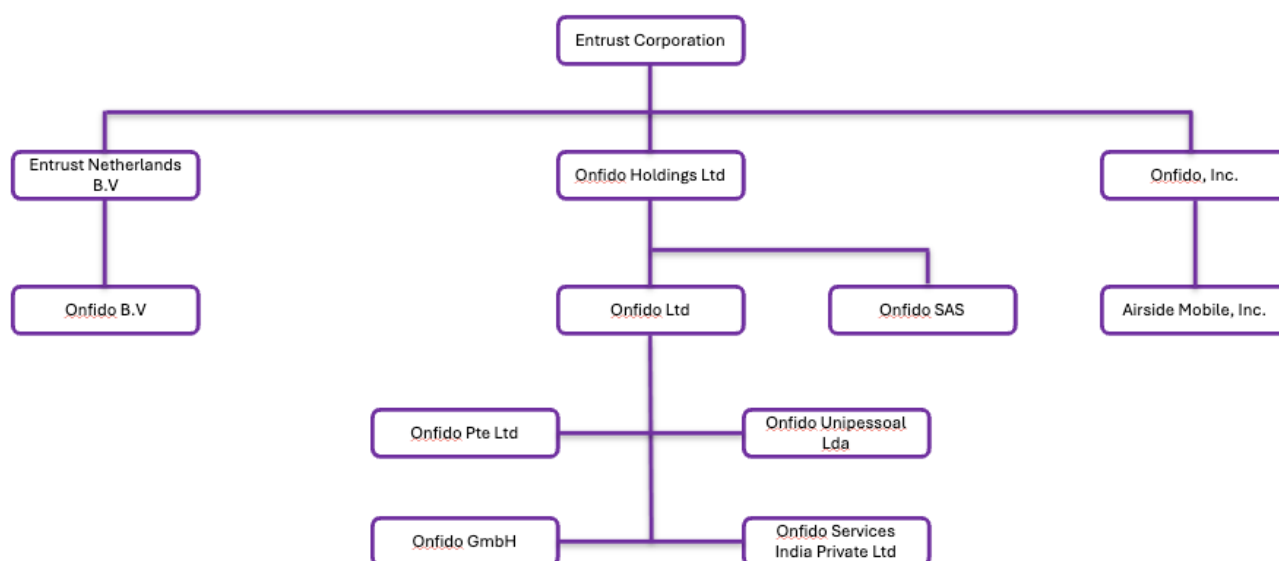 Entrust Corporation
Entrust Netherlands
B.V
Onfido Holdings Ltd
Onfido, Inc.
Onfido B.V
Onfido Ltd
Onfido SAS
Airside Mobile, Inc.
Onfido Pte Ltd
Onfido Unipessoal
Lda
Onfido GmbH
Onfido Services
India Private Ltd